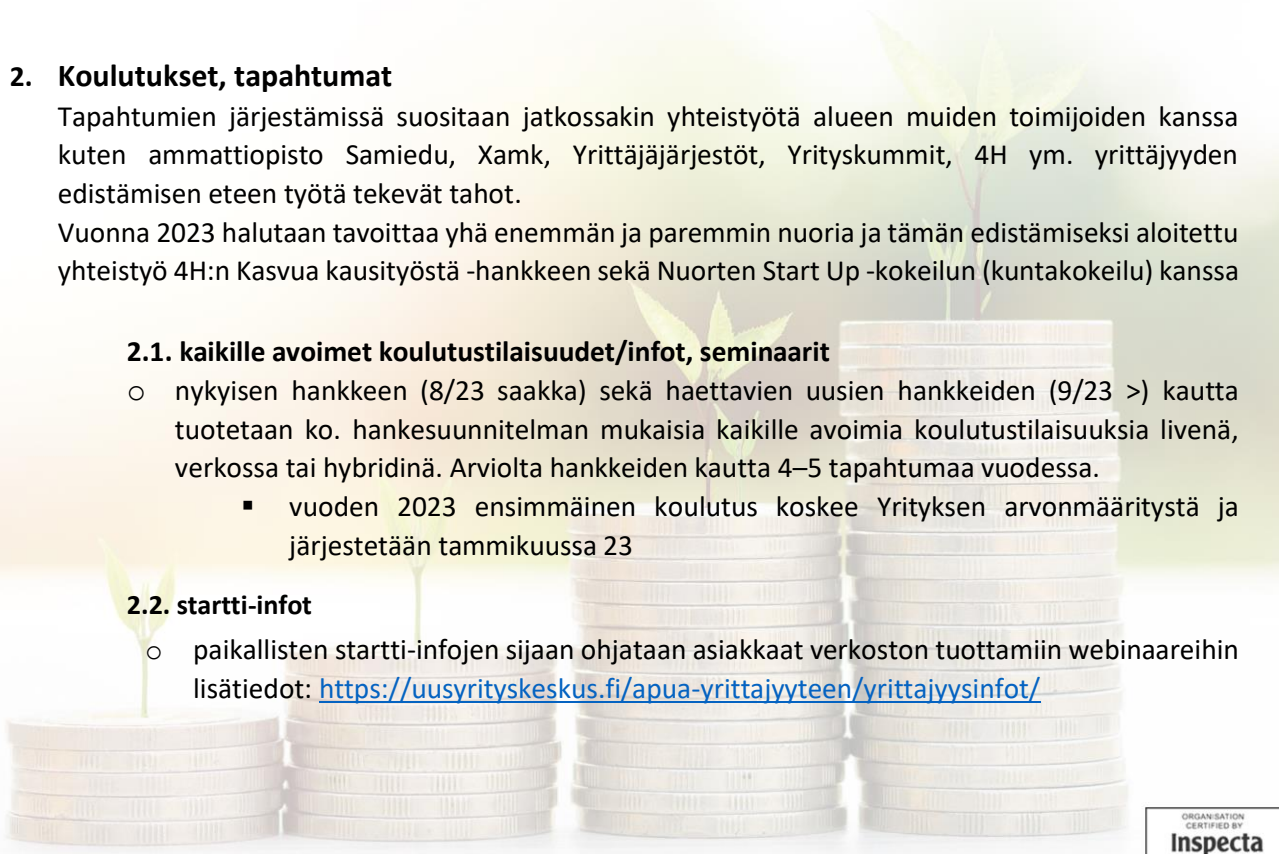 2. Koulutukset, tapahtumat
Tapahtumien järjestämissä suositaan jatkossakin yhteistyötä alueen muiden toimijoiden kanssa
kuten ammattiopisto Samiedu, Xamk, Yrittäjäjärjestöt, Yrityskummit, 4H ym. yrittäjyyden
edistämisen eteen työtä tekevät tahot.
Vuonna 2023 halutaan tavoittaa yhä enemmän ja paremmin nuoria ja tämän edistämiseksi aloitettu
yhteistyö 4H:n Kasvua kausityöstä -hankkeen sekä Nuorten Start Up -kokeilun (kuntakokeilu) kanssa
2.1. kaikille avoimet koulutustilaisuudet/infot, seminaarit
o nykyisen hankkeen (8/23 saakka) sekä haettavien uusien hankkeiden (9/23 >) kautta
tuotetaan ko. hankesuunnitelman mukaisia kaikille avoimia koulutustilaisuuksia livenä,
verkossa tai hybridinä. Arviolta hankkeiden kautta 4–5 tapahtumaa vuodessa.
▪ vuoden 2023 ensimmäinen koulutus koskee Yrityksen arvonmääritystä ja
järjestetään tammikuussa 23
2.2. startti-infot
o paikallisten startti-infojen sijaan ohjataan asiakkaat verkoston tuottamiin webinaareihin
lisätiedot: https://uusyrityskeskus.fi/apua-yrittajyyteen/yrittajyysinfot/
ORGANISATION
CERTIFIED BY
Inspecta